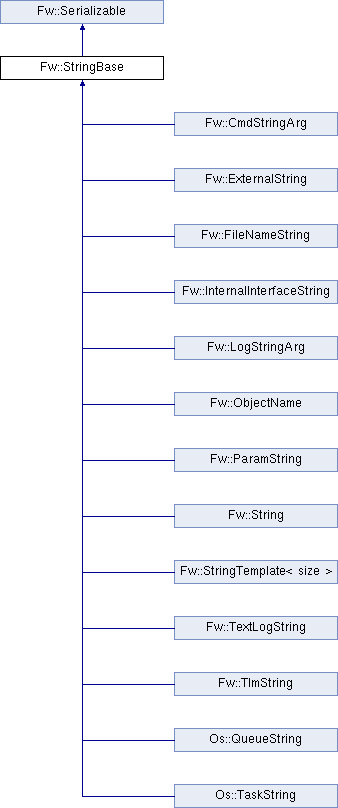 Fw::Serializable
Fw::StringBase
Fw::CmdStringArg
Fw::ExternalString
Fw::FileNameString
Fw::InternalInterfaceString
Fw::LogStringArg
Fw::ObjectName
Fw::ParamString
Fw::String
Fw::StringTemplate< size >
Fw::TextLogString
Fw::TlmString
Os::QueueString
Os::TaskString